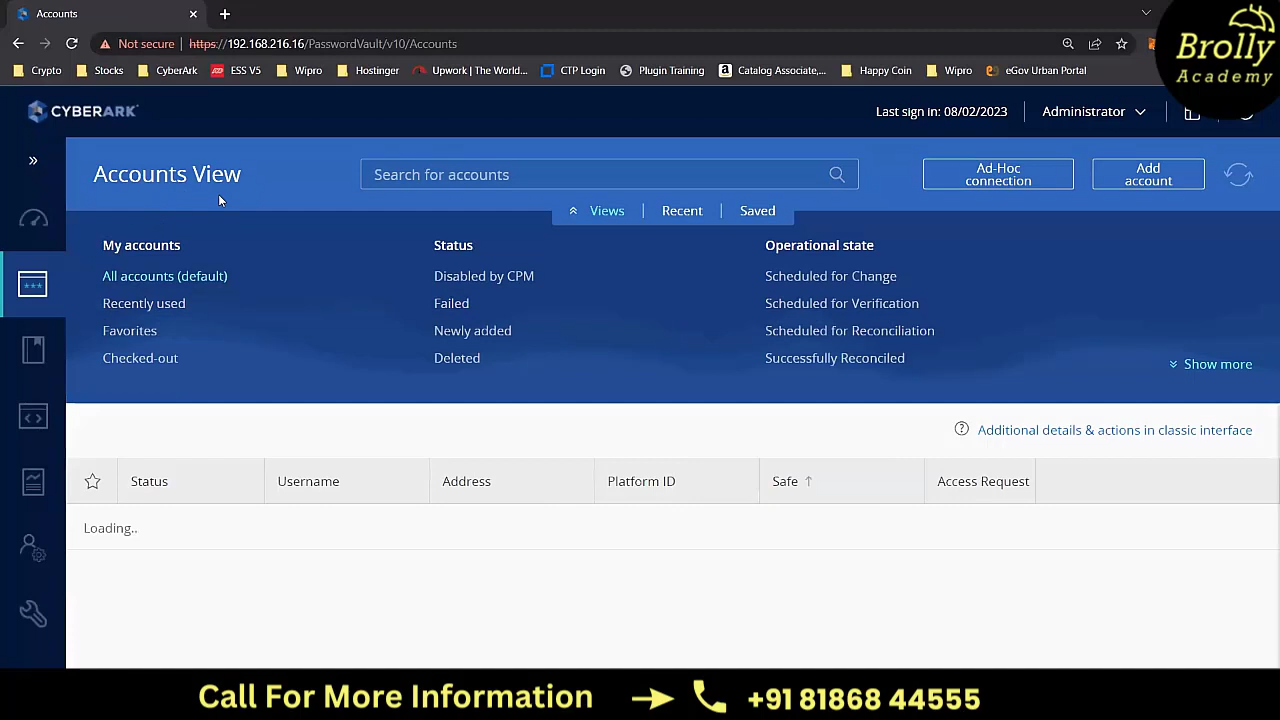 Accounts
Brolly
Academy
Not secure
https://192.168.216.16/PasswordVault/v10/Accounts
Crypto Stocks CyberArk ESS V5 Wipro Hostinger Upwork | The World... CTP Login Plugin Training Catalog Associate,... Happy Coin Wipro eGov Urban Portal
CYBERARK
Last sign in: 08/02/2023 Administrator
Accounts View
Search for accounts
Ad-Hoc
connection
Add
account
Views Recent Saved
My accounts Status Operational state
All accounts (default) Disabled by CPM Scheduled for Change
Recently used Failed Scheduled for Verification
Favorites Newly added Scheduled for Reconciliation
Checked-out Deleted Successfully Reconciled
Show more
Additional details & actions in classic interface
Status Username Address Platform ID Safe ↑ Access Request
Loading..
Call For More Information +91 81868 44555